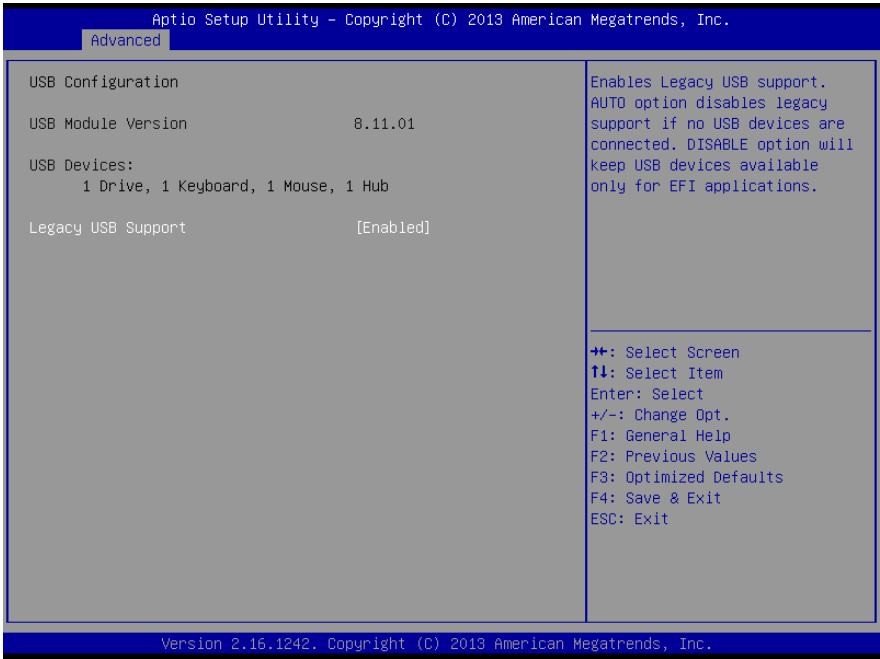 Aptio Setup Utility – Copyright (C) 2013 American Megatrends, Inc.
Advanced
USB Configuration
USB Module Version 8.11.01
USB Devices:
1 Drive, 1 Keyboard, 1 Mouse, 1 Hub
Legacy USB Support [Enabled]
Enables Legacy USB support.
AUTO option disables legacy
support if no USB devices are
connected. DISABLE option will
keep USB devices available
only for EFI applications.
→←: Select Screen
↑↓: Select Item
Enter: Select
+/-: Change Opt.
F1: General Help
F2: Previous Values
F3: Optimized Defaults
F4: Save & Exit
ESC: Exit
Version 2.16.1242. Copyright (C) 2013 American Megatrends, Inc.